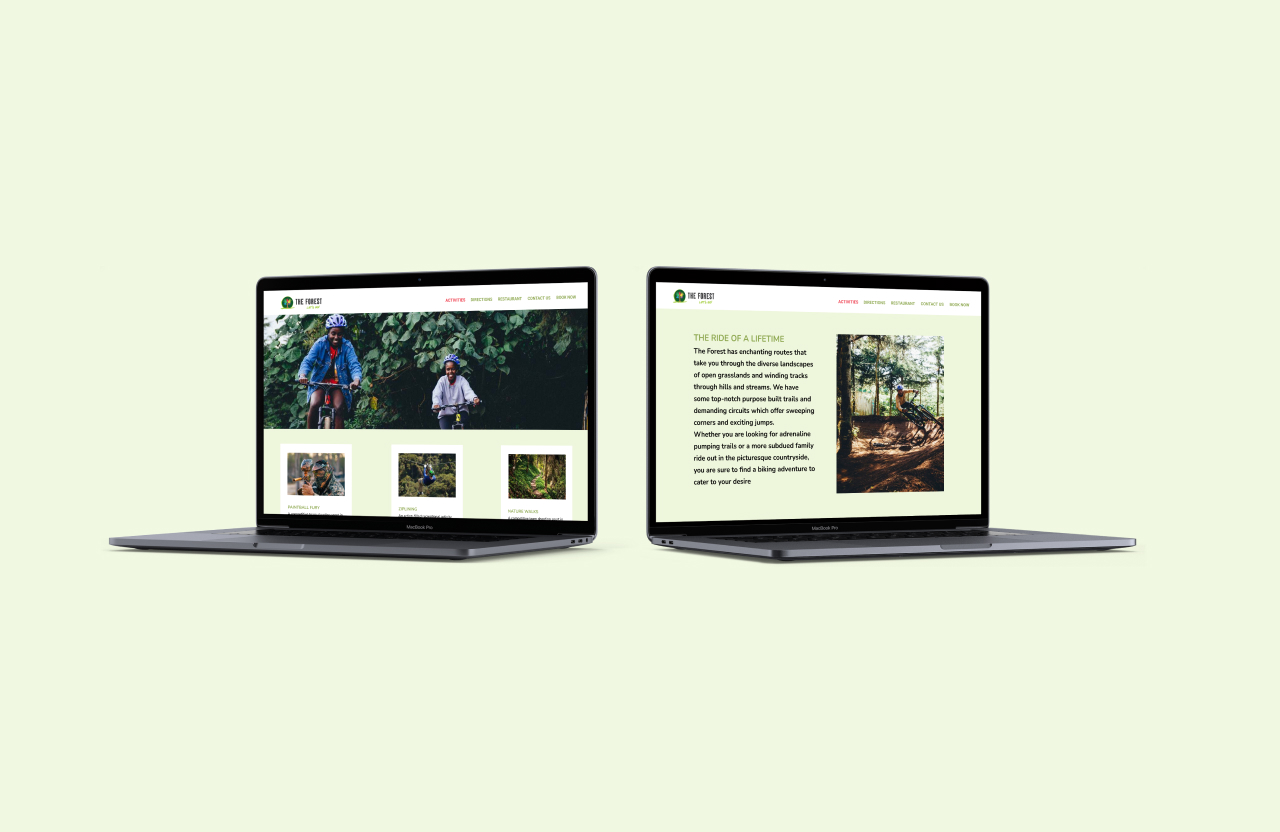 THE FOREST
ACTIVITIES DIRECTIONS RESTAURANT CONTACT US BOOK NOW
PAINTBALL FURY
ZIPLINING
NATURE WALKS
MacBook Pro
THE FOREST
ACTIVITIES DIRECTIONS RESTAURANT CONTACT US BOOK NOW
THE RIDE OF A LIFETIME
The Forest has enchanting routes that
take you through the diverse landscapes
of open grasslands and winding tracks
through hills and streams. We have
some top-notch purpose built trails and
demanding circuits which offer sweeping
corners and exciting jumps.
Whether you are looking for adrenaline
pumping trails or a more subdued family
ride out in the picturesque countryside,
you are sure to find a biking adventure to
cater to your desire
MacBook Pro